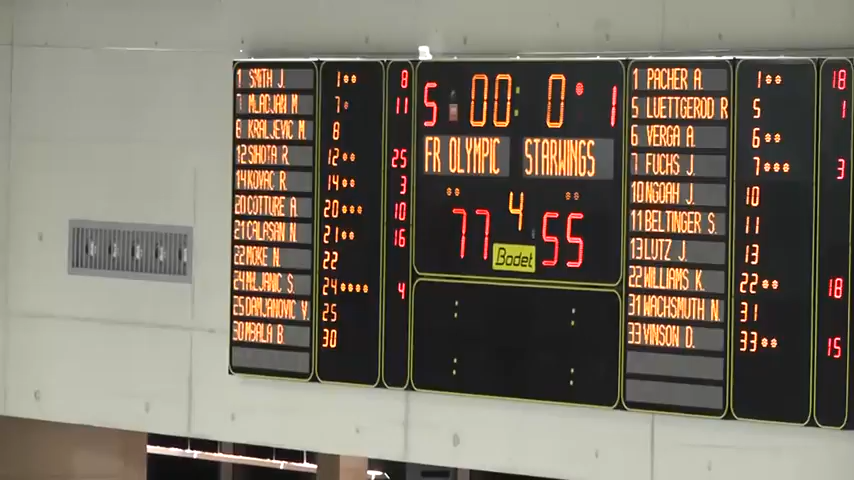 1 SMITH J. 1 8
7 MLADJAN M 7 11
8 KRALJEVIC M. 8
12 SIHOTA R. 12 25
14 KOVAC R. 14 3
20 COTTURE A 20 10
21 CALASAN N. 21 16
22 MOKE N. 22
24 MILJANIC S. 24 4
25 DAMJANOVIC V. 25
30 MBALA B. 30
5 00:0 1
FR OLYMPIC STARWINGS
4
77 55
Bodet
1 PACHER A. 1 18
5 LUETTGEROD R 5 1
6 VERGA A. 6
7 FUCHS J. 7 3
10 NGOAH J. 10
11 BELTINGER S. 11
13 LUTZ J. 13
22 WILLIAMS K. 22 18
31 WACHSMUTH N. 31
33 VINSON D. 33 15